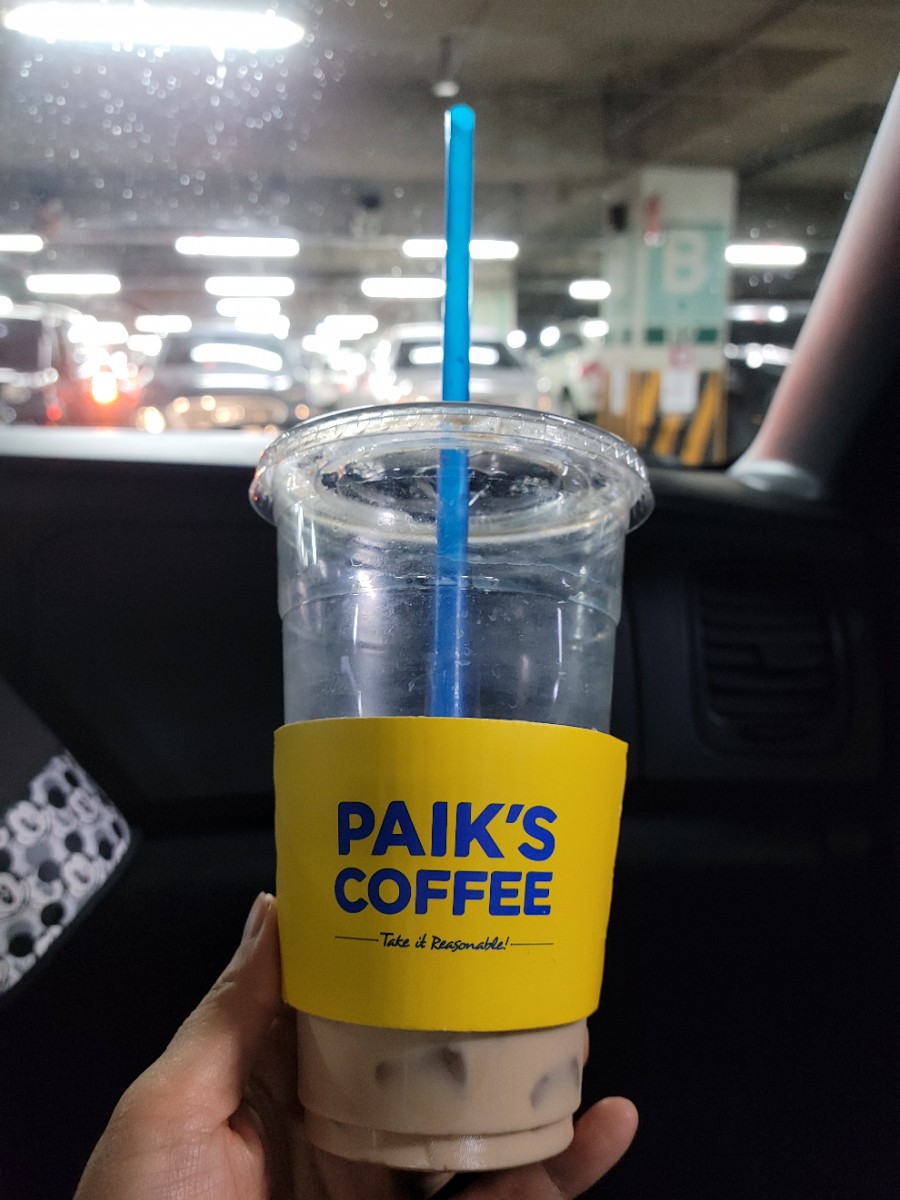 B
PAIK'S
COFFEE
Take it Reasonable!